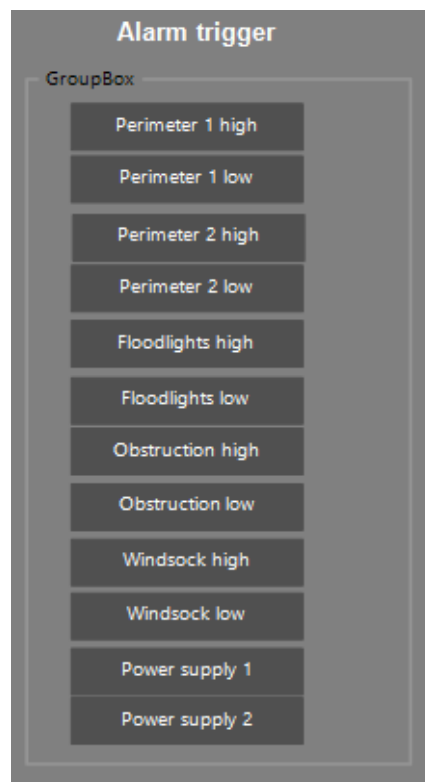 Alarm trigger
GroupBox
Perimeter 1 high
Perimeter 1 low
Perimeter 2 high
Perimeter 2 low
Floodlights high
Floodlights low
Obstruction high
Obstruction low
Windsock high
Windsock low
Power supply 1
Power supply 2